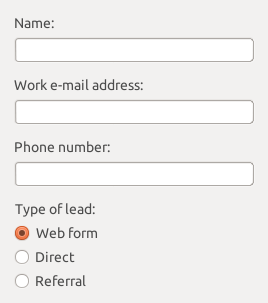 Name:
Work e-mail address:
Phone number:
Type of lead:
Web form
Direct
Referral